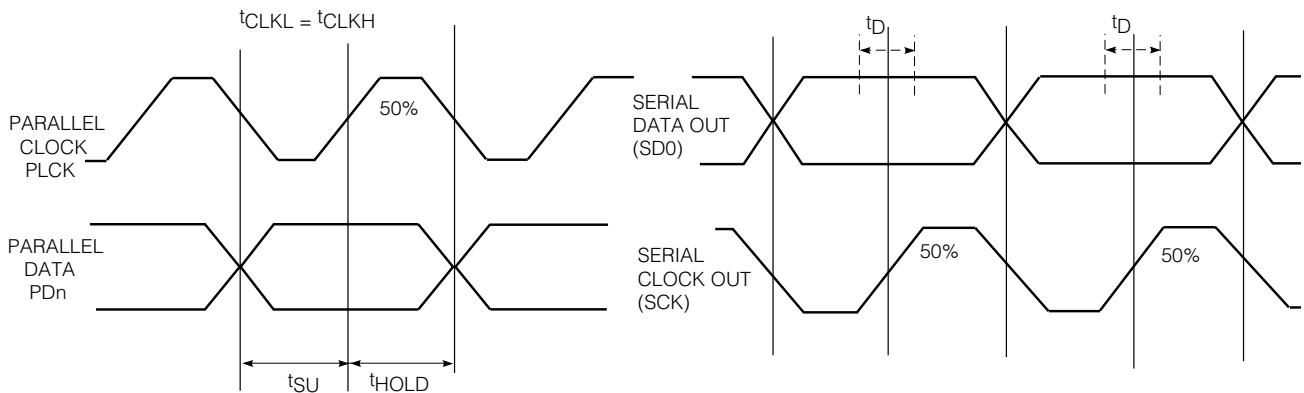 tCLKL = tCLKH
50%
PARALLEL
CLOCK
PLCK
PARALLEL
DATA
PDn
tSU
tHOLD
tD
tD
SERIAL
DATA OUT
(SD0)
SERIAL
CLOCK OUT
(SCK)
50%
50%